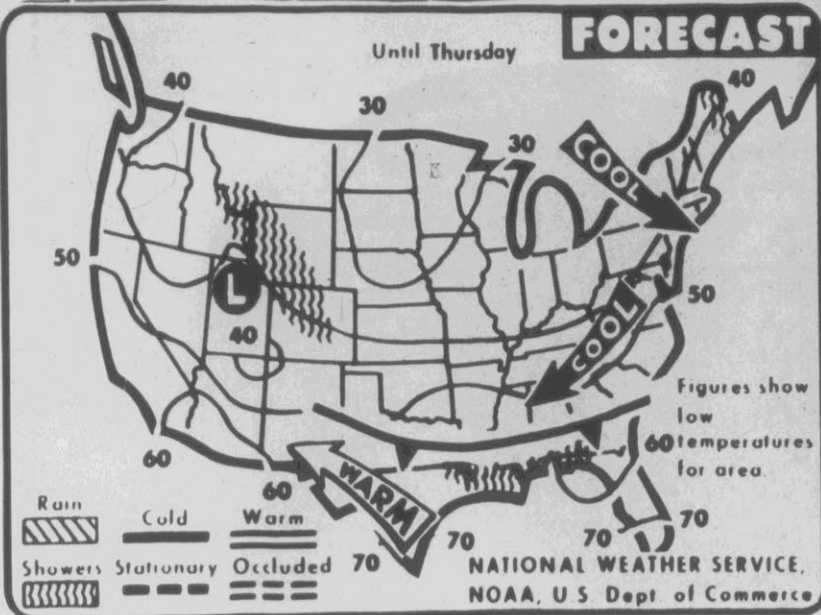 FORECAST
Until Thursday
40
40
30
30
COOL
50
L
40
COOL
50
Figures show
low
60 temperatures
for area.
60
60
WARM
70
70
70
70
Rain
Cold
Warm
Showers
Stationary
Occluded
NATIONAL WEATHER SERVICE,
NOAA, U.S. Dept. of Commerce